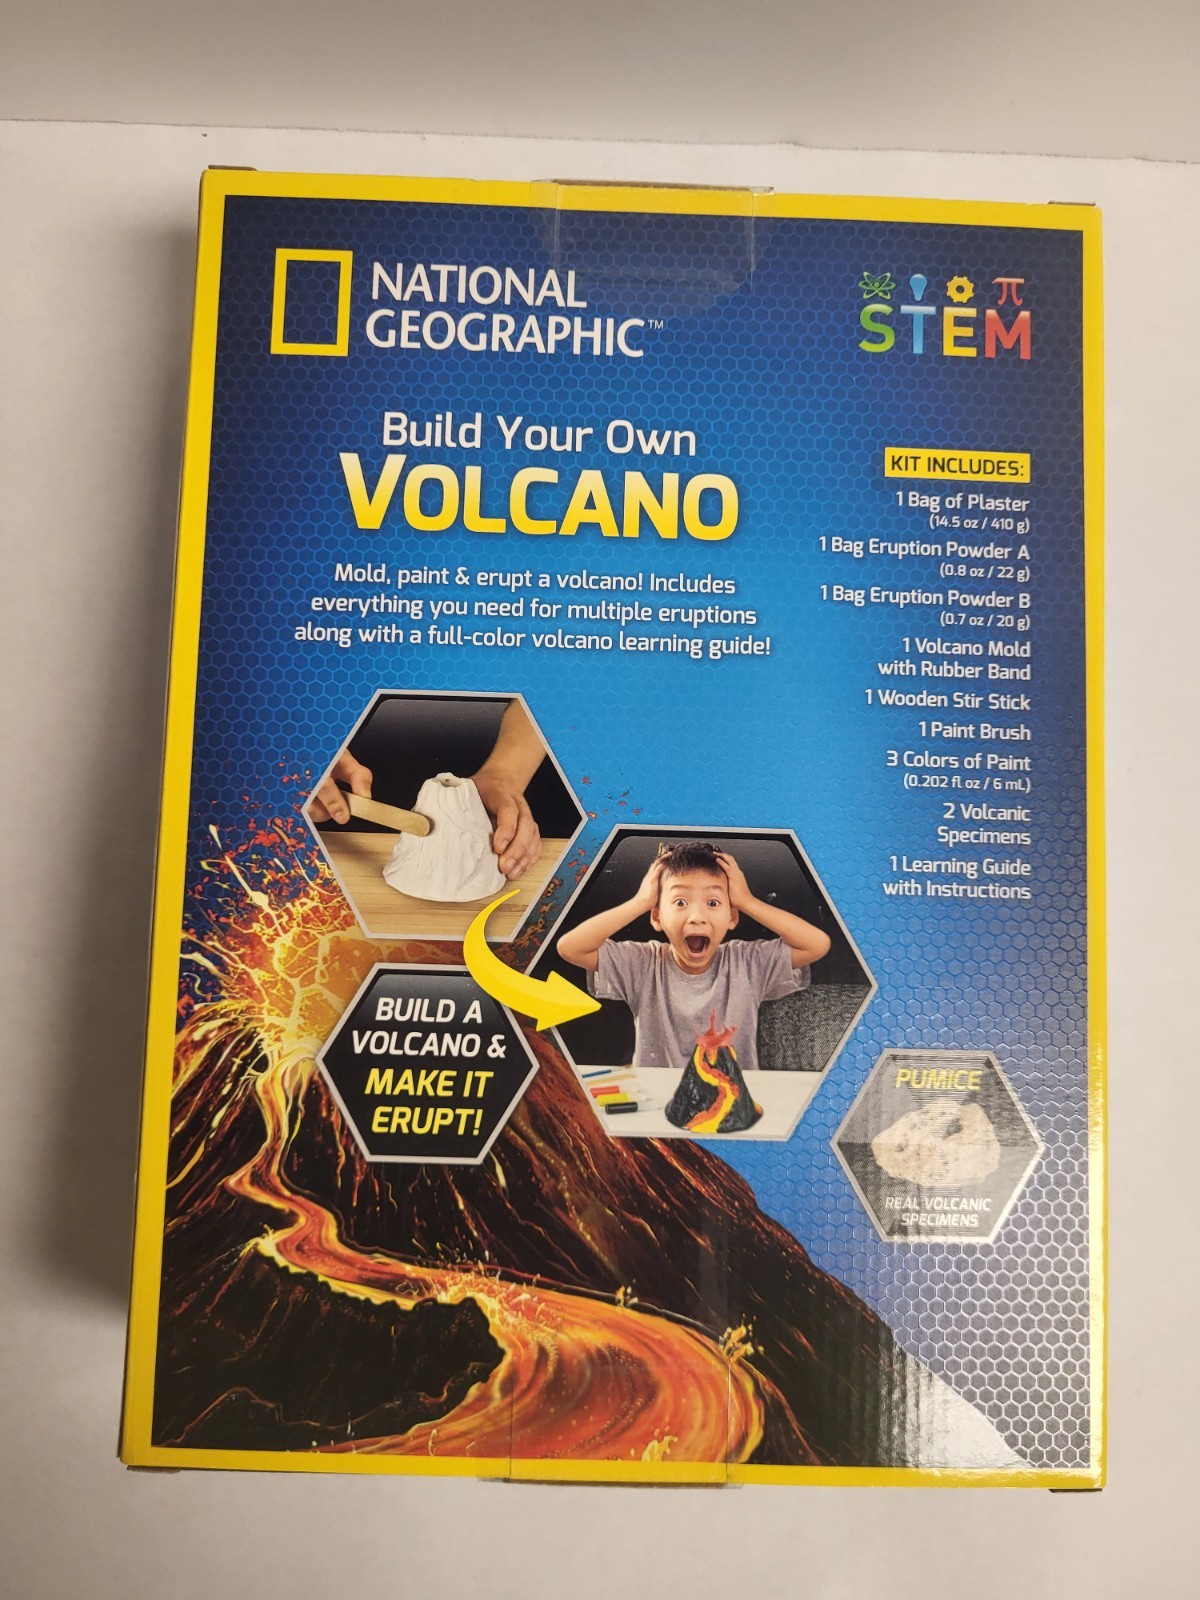 NATIONAL
GEOGRAPHIC™
π
STEM
Build Your Own
VOLCANO
Mold, paint & erupt a volcano! Includes
everything you need for multiple eruptions
along with a full-color volcano learning guide!
KIT INCLUDES:
1 Bag of Plaster
(14.5 oz / 410 g)
1 Bag Eruption Powder A
(0.8 oz / 22 g)
1 Bag Eruption Powder B
(0.7 oz / 20 g)
1 Volcano Mold
with Rubber Band
1 Wooden Stir Stick
1 Paint Brush
3 Colors of Paint
(0.202 fl oz / 6 mL)
2 Volcanic
Specimens
1 Learning Guide
with Instructions
BUILD A
VOLCANO &
MAKE IT
ERUPT!
PUMICE
REAL VOLCANIC
SPECIMENS